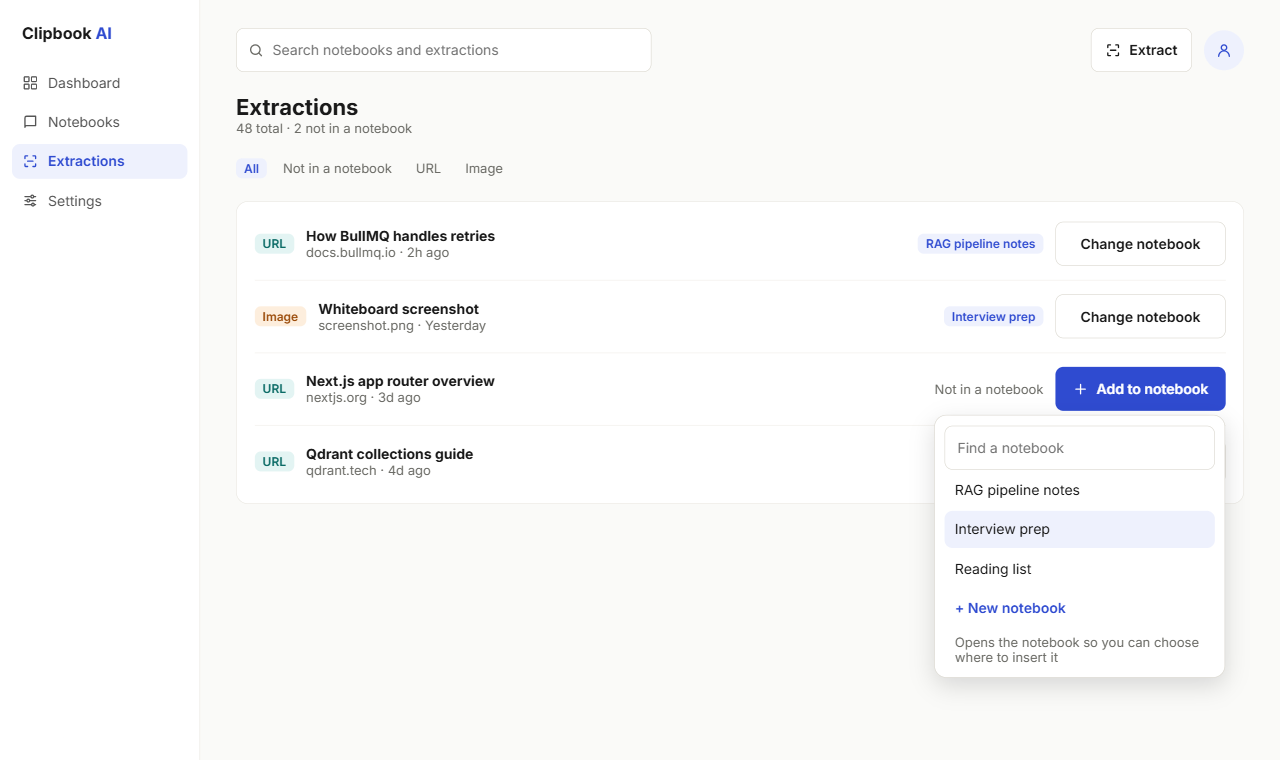 Clipbook AI
Dashboard
Notebooks
Extractions
Settings
Search notebooks and extractions
Extract
Extractions
48 total · 2 not in a notebook
All
Not in a notebook
URL
Image
URL
How BullMQ handles retries
docs.bullmq.io · 2h ago
RAG pipeline notes
Change notebook
Image
Whiteboard screenshot
screenshot.png · Yesterday
Interview prep
Change notebook
URL
Next.js app router overview
nextjs.org · 3d ago
Not in a notebook
Add to notebook
URL
Qdrant collections guide
qdrant.tech · 4d ago
Find a notebook
RAG pipeline notes
Interview prep
Reading list
+ New notebook
Opens the notebook so you can choose
where to insert it